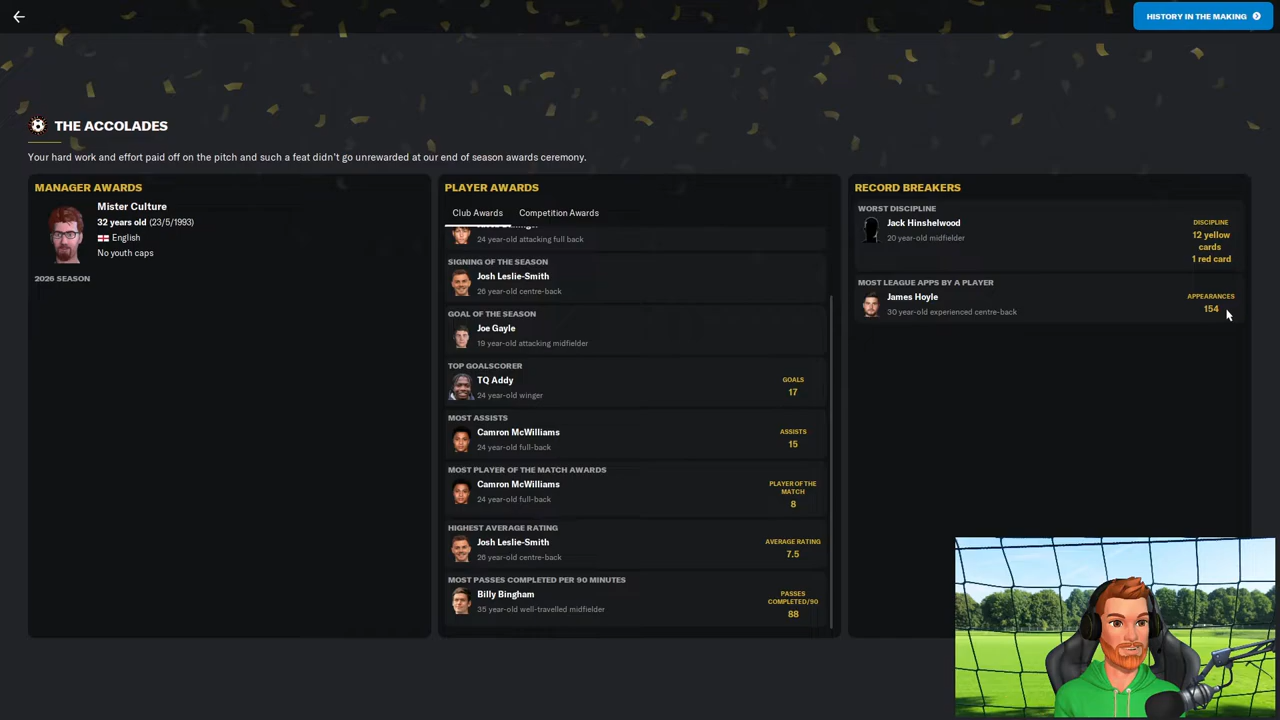 HISTORY IN THE MAKING
THE ACCOLADES
Your hard work and effort paid off on the pitch and such a feat didn't go unrewarded at our end of season awards ceremony.
MANAGER AWARDS
Mister Culture
32 years old (23/5/1993)
English
No youth caps
2026 SEASON
PLAYER AWARDS
Club Awards Competition Awards
24 year-old attacking full back
SIGNING OF THE SEASON
Josh Leslie-Smith
26 year-old centre-back
GOAL OF THE SEASON
Joe Gayle
19 year-old attacking midfielder
TOP GOALSCORER
TQ Addy
24 year-old winger
GOALS
17
MOST ASSISTS
Camron McWilliams
24 year-old full-back
ASSISTS
15
MOST PLAYER OF THE MATCH AWARDS
Camron McWilliams
24 year-old full-back
PLAYER OF THE
MATCH
8
HIGHEST AVERAGE RATING
Josh Leslie-Smith
26 year-old centre-back
AVERAGE RATING
7.5
MOST PASSES COMPLETED PER 90 MINUTES
Billy Bingham
35 year-old well-travelled midfielder
PASSES
COMPLETED/90
88
RECORD BREAKERS
WORST DISCIPLINE
Jack Hinshelwood
20 year-old midfielder
DISCIPLINE
12 yellow
cards
1 red card
MOST LEAGUE APPS BY A PLAYER
James Hoyle
30 year-old experienced centre-back
APPEARANCES
154